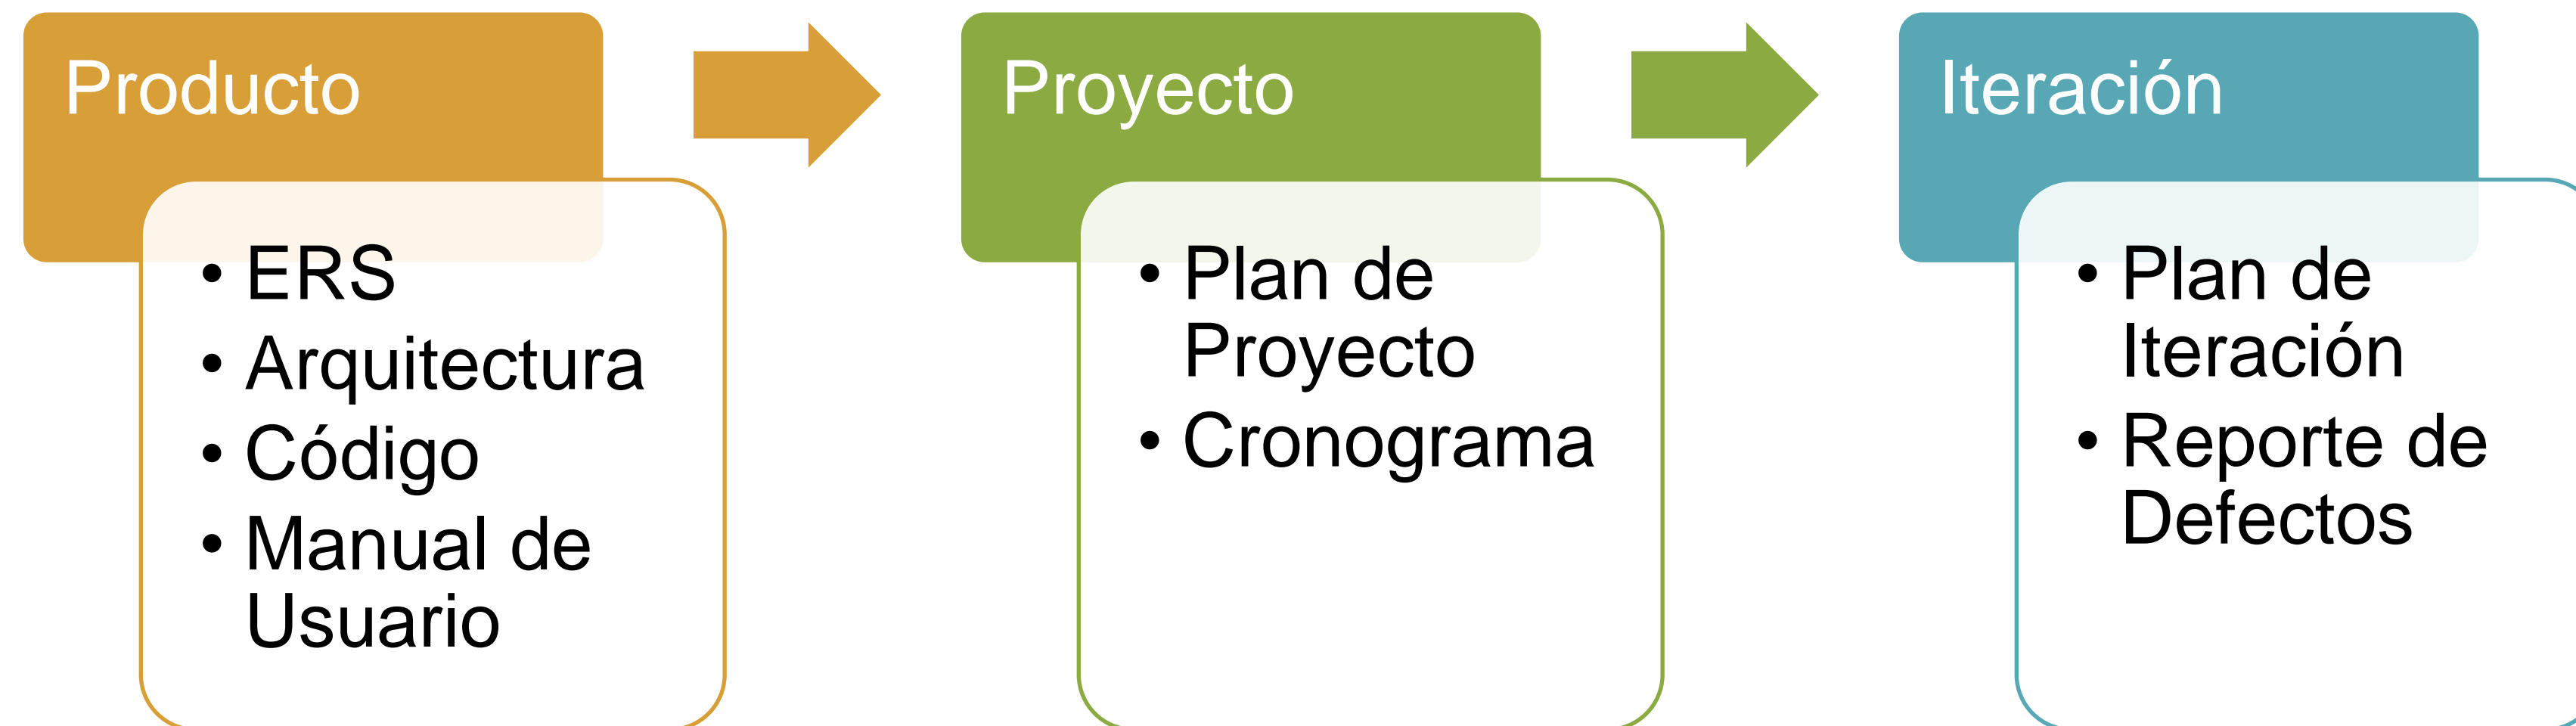 Producto
• ERS
• Arquitectura
• Código
• Manual de
Usuario
Proyecto
• Plan de
Proyecto
• Cronograma
Iteración
• Plan de
Iteración
• Reporte de
Defectos